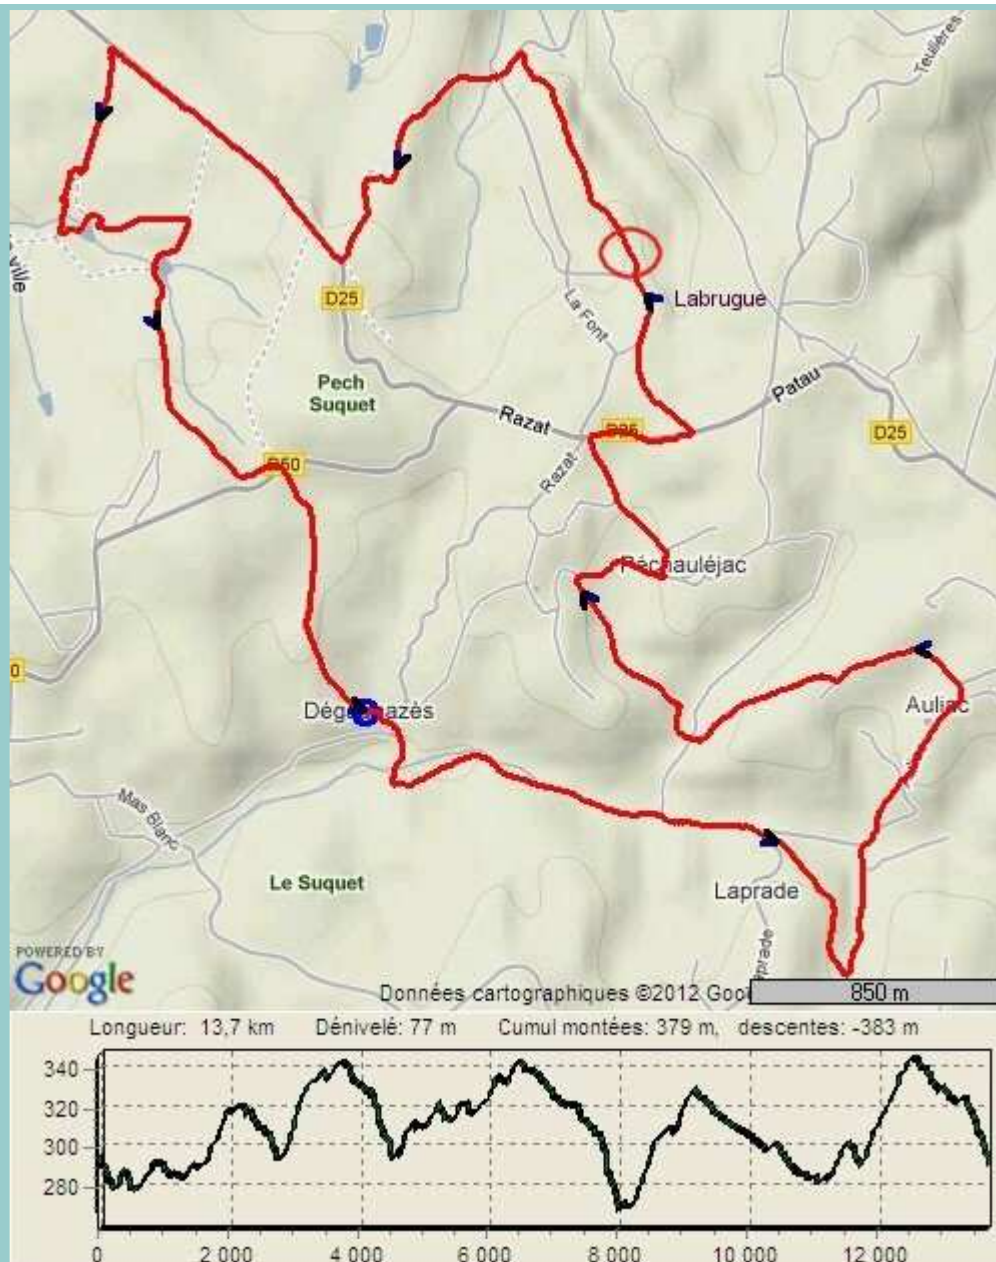 Teulières
ville
D25
La Font
Labrugue
Pech
Suquet
Razat
D25
Patau
D25
D50
Razat
Péchauléjac
0
Auliac
Mas Blanc
Le Suquet
Laprade
POWERED BY
Google
Données cartographiques ©2012 Goo
850 m
Longueur: 13,7 km Dénivelé: 77 m Cumul montées: 379 m, descentes: -383 m
340
320
300
280
0 2 000 4 000 6 000 8 000 10 000 12 000